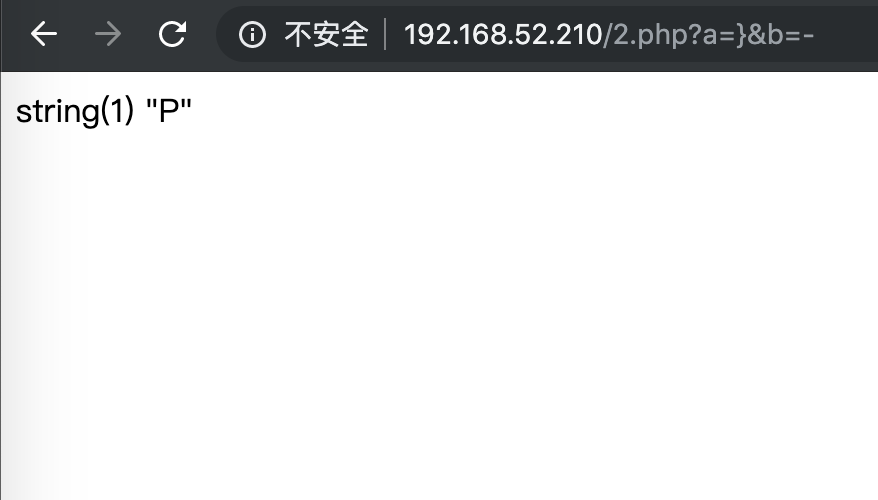 不安全 192.168.52.210/2.php?a=}&b=-
string(1) "P"